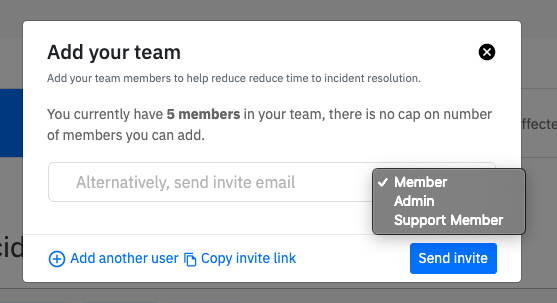 Add your team
Add your team members to help reduce reduce time to incident resolution.
You currently have 5 members in your team, there is no cap on number
of members you can add.
ffecte
Alternatively, send invite email
✓ Member
Admin
Support Member
cid
Add another user
Copy invite link
Send invite